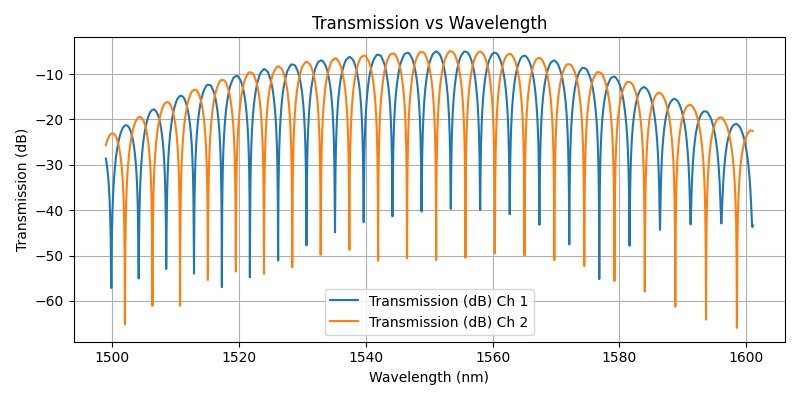 Transmission vs Wavelength
Transmission (dB)
−10
−20
−30
−40
−50
−60
1500
1520
1540
1560
1580
1600
Wavelength (nm)
Transmission (dB) Ch 1
Transmission (dB) Ch 2